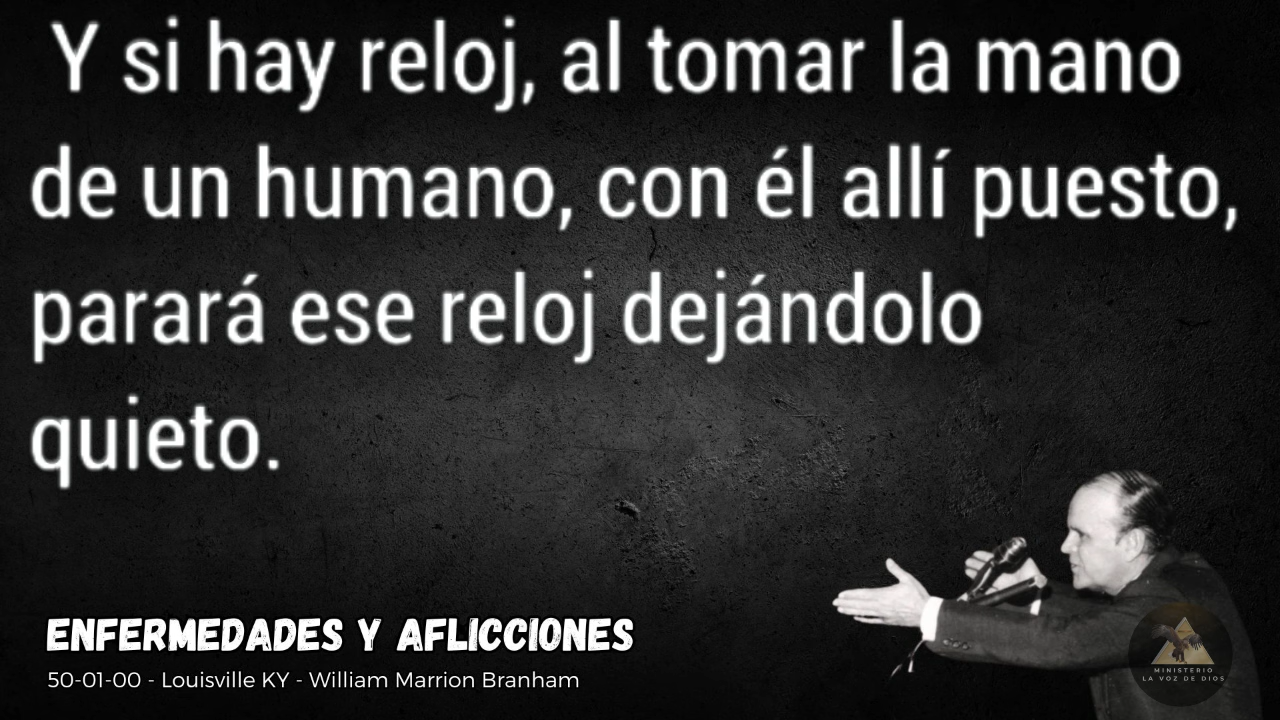 Y si hay reloj, al tomar la mano
de un humano, con él allí puesto,
parará ese reloj dejándolo
quieto.
ENFERMEDADES Y AFLICCIONES
50-01-00 - Louisville KY - William Marrion Branham
MINISTERIO
LA VOZ DE DIOS